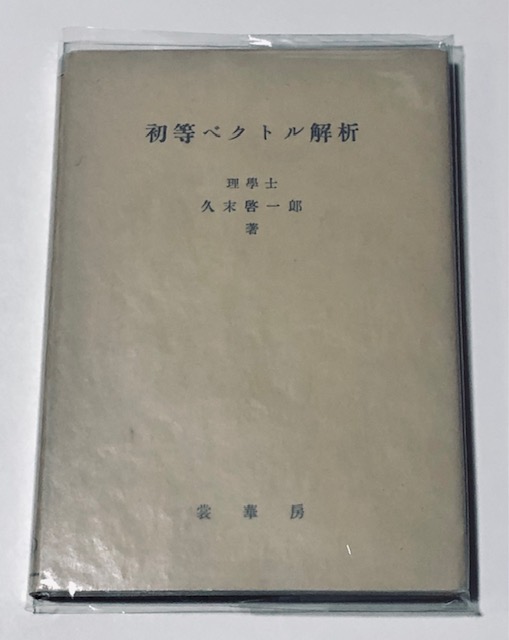 初等ベクトル解析
理學士
久末啓一郎
著
裳華房